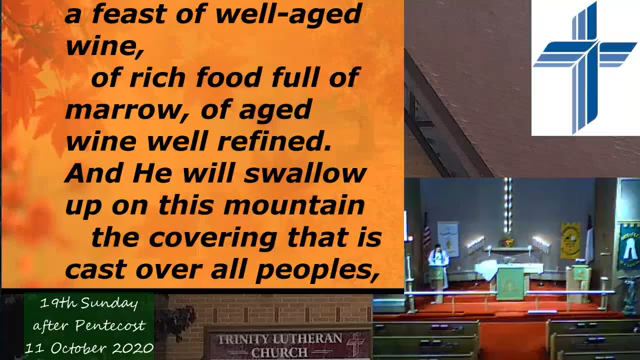 a feast of well-aged
wine,
of rich food full of
marrow, of aged
wine well refined.
And He will swallow
up on this mountain
the covering that is
cast over all peoples,
19th Sunday
after Pentecost
11 October 2020
TRINITY LUTHERAN
CHURCH